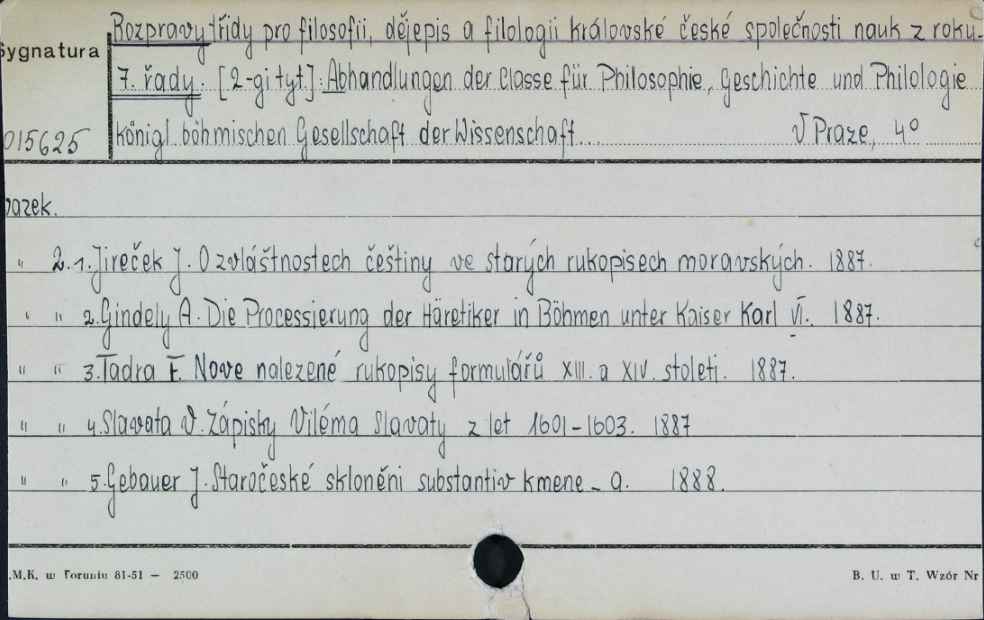 Rozpravy třídy pro filosofii, dějepis a filologii královské české společnosti nauk z roku
Sygnatura
7. řady. [2-gi tyt]: Abhandlungen der Classe für Philosophie, Geschichte und Philologie
015625 königl. böhmischen Gesellschaft der Wissenschaft... V Praze, 4°
azek.
" 2. 1. Jireček J. O zvláštnostech češtiny ve starých rukopisech moravských. 1887.
" " 2. Gindely A. Die Processierung der Häretiker in Böhmen unter Kaiser Karl VI. 1887.
" " 3. Tadra F. Nove nalezené rukopisy formulářů XIII. a XIV. stoleti. 1887.
" " 4. Slavata V. Zápisky Viléma Slavaty z let 1601-1603. 1887
" " 5. Gebauer J. Staročeské skloněni substantiv kmene - a. 1888.
.M.K. w Toruniu 81-51 — 2500 B. U. w T. Wzór Nr